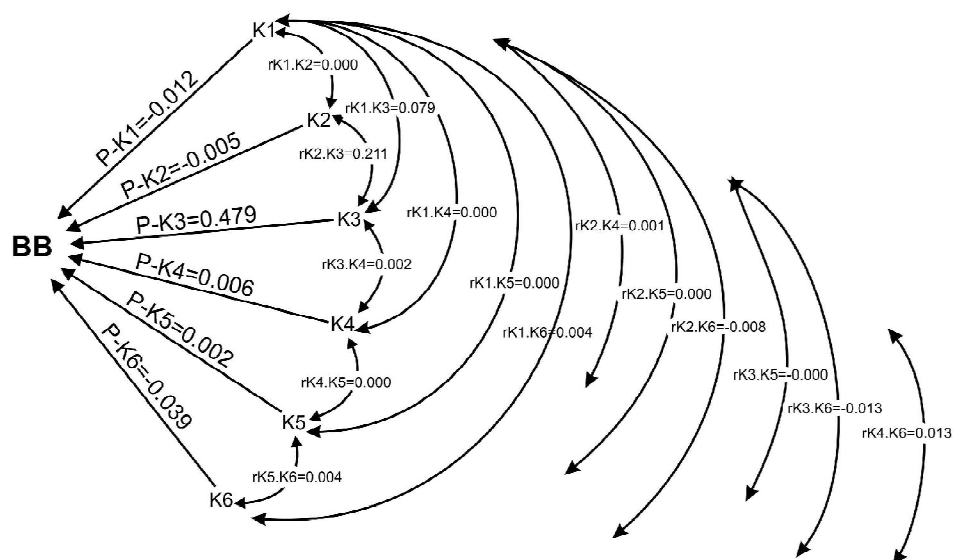 K1
rK1.K2=0.000
P-K1=-0.012
rK1.K3=0.079
K2
rK2.K3=0.211
P-K2=-0.005
K3
rK1.K4=0.000
P-K3=0.479
rK2.K4=0.001
BB
rK3.K4=0.002
P-K4=0.006
rK1.K5=0.000
rK2.K5=0.000
K4
rK2.K6=-0.008
rK1.K6=0.004
P-K5=0.002
rK3.K5=-0.000
P-K6=-0.039
rK4.K5=0.000
rK3.K6=-0.013
K5
rK4.K6=0.013
rK5.K6=0.004
K6